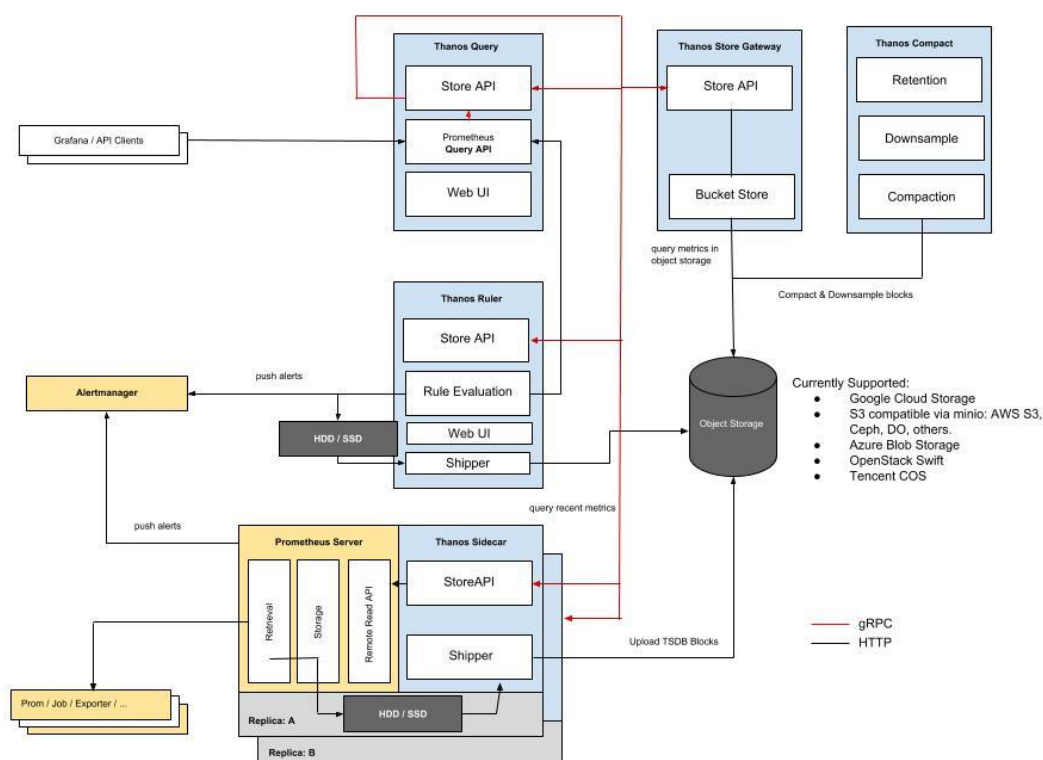 Thanos Query
Store API
Prometheus
Query API
Web UI
Grafana / API Clients
Thanos Store Gateway
Store API
Bucket Store
Thanos Compact
Retention
Downsample
Compaction
query metrics in
object storage
Compact & Downsample blocks
Thanos Ruler
Store API
Rule Evaluation
Web UI
Shipper
push alerts
Alertmanager
HDD / SSD
Object Storage
Currently Supported:
● Google Cloud Storage
● S3 compatible via minio: AWS S3,
Ceph, DO, others.
● Azure Blob Storage
● OpenStack Swift
● Tencent COS
query recent metrics
push alerts
Prometheus Server
Retrieval
Storage
Remote Read API
Thanos Sidecar
StoreAPI
Shipper
Upload TSDB Blocks
gRPC
HTTP
Prom / Job / Exporter / ...
HDD / SSD
Replica: A
Replica: B